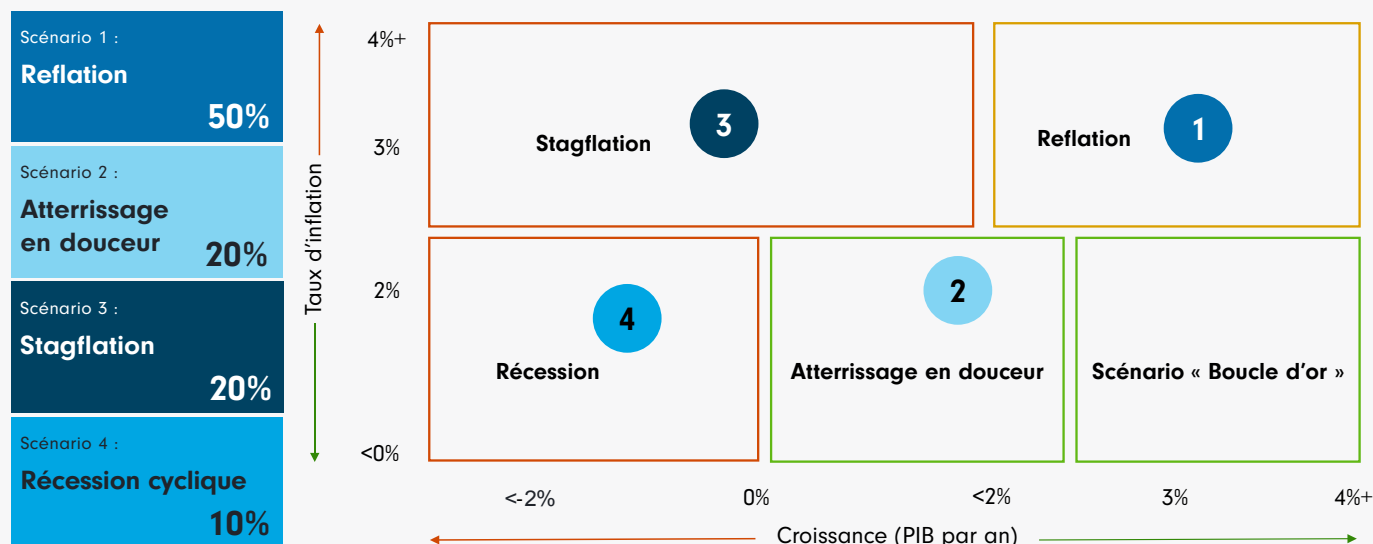 Scénario 1 :
Reflation
50%
Scénario 2 :
Atterrissage
en douceur
20%
Scénario 3 :
Stagflation
20%
Scénario 4 :
Récession cyclique
10%
Taux d'inflation
4%+
3%
2%
<0%
Stagflation
3
Reflation
1
4
Récession
2
Atterrissage en douceur
Scénario « Boucle d'or »
<-2%
0%
<2%
3%
4%+
Croissance (PIB par an)